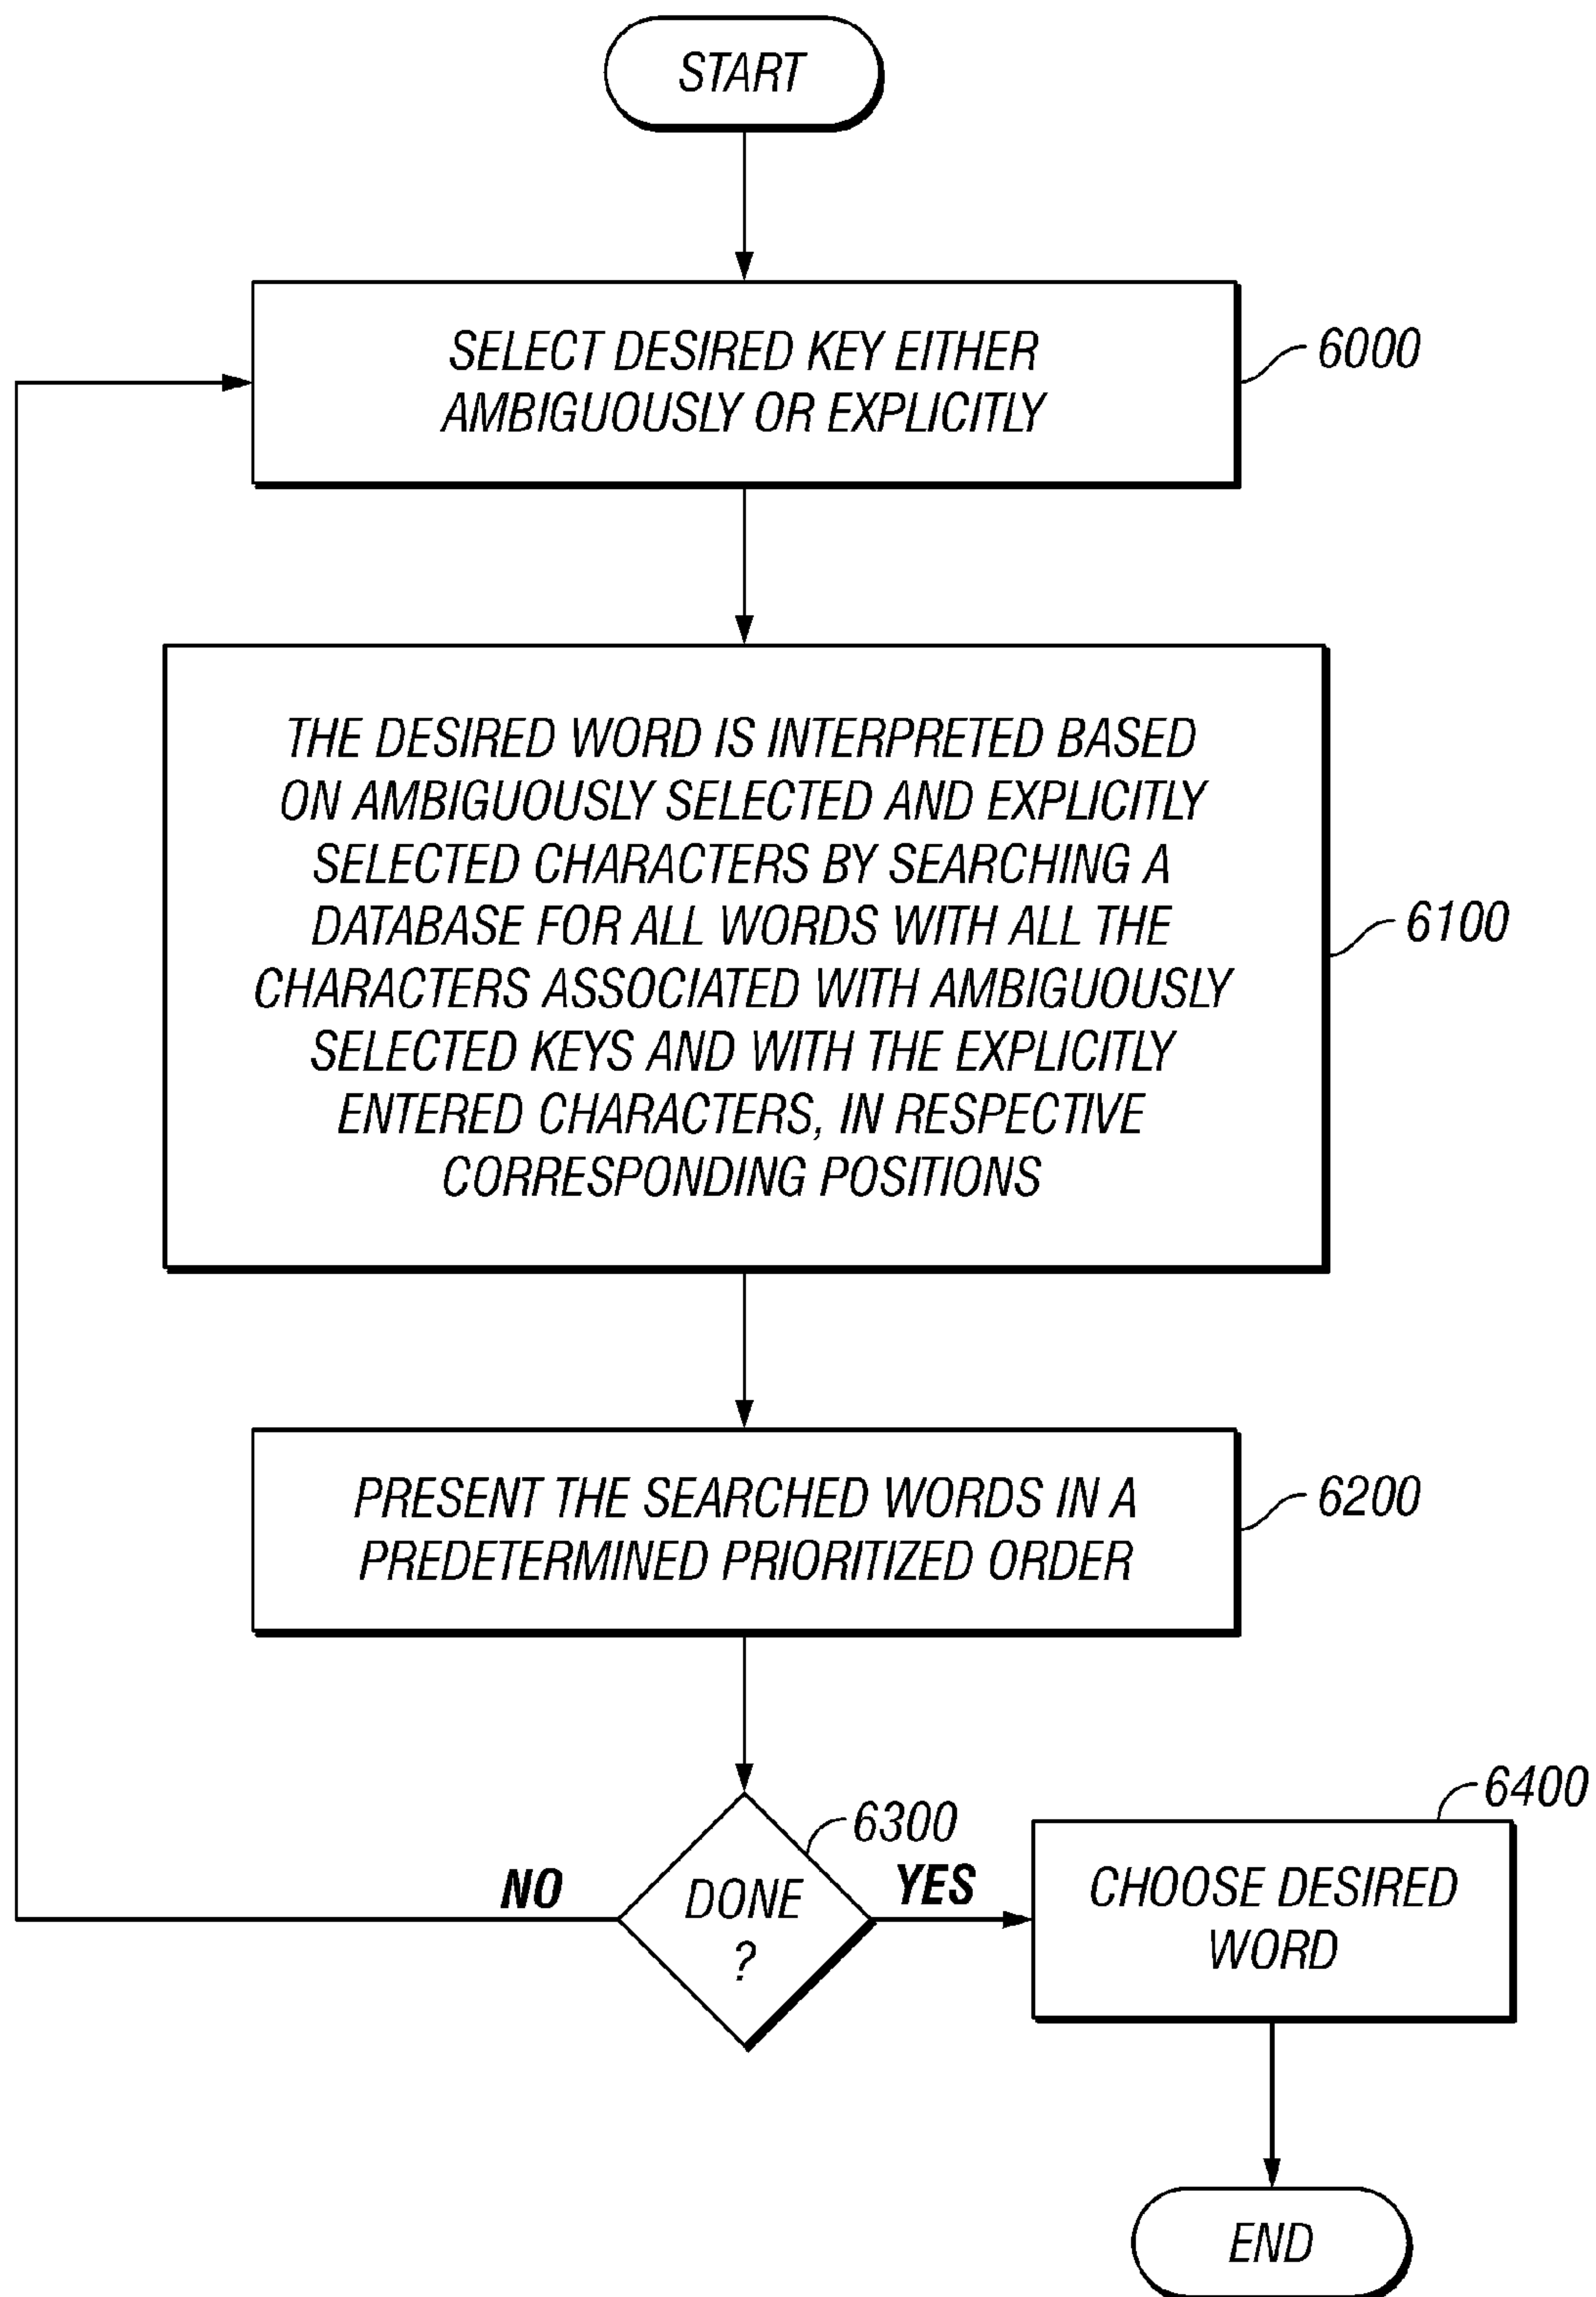 START
SELECT DESIRED KEY EITHER
AMBIGUOUSLY OR EXPLICITLY
6000
THE DESIRED WORD IS INTERPRETED BASED
ON AMBIGUOUSLY SELECTED AND EXPLICITLY
SELECTED CHARACTERS BY SEARCHING A
DATABASE FOR ALL WORDS WITH ALL THE
CHARACTERS ASSOCIATED WITH AMBIGUOUSLY
SELECTED KEYS AND WITH THE EXPLICITLY
ENTERED CHARACTERS, IN RESPECTIVE
CORRESPONDING POSITIONS
6100
PRESENT THE SEARCHED WORDS IN A
PREDETERMINED PRIORITIZED ORDER
6200
DONE
?
6300
NO
YES
CHOOSE DESIRED
WORD
6400
END